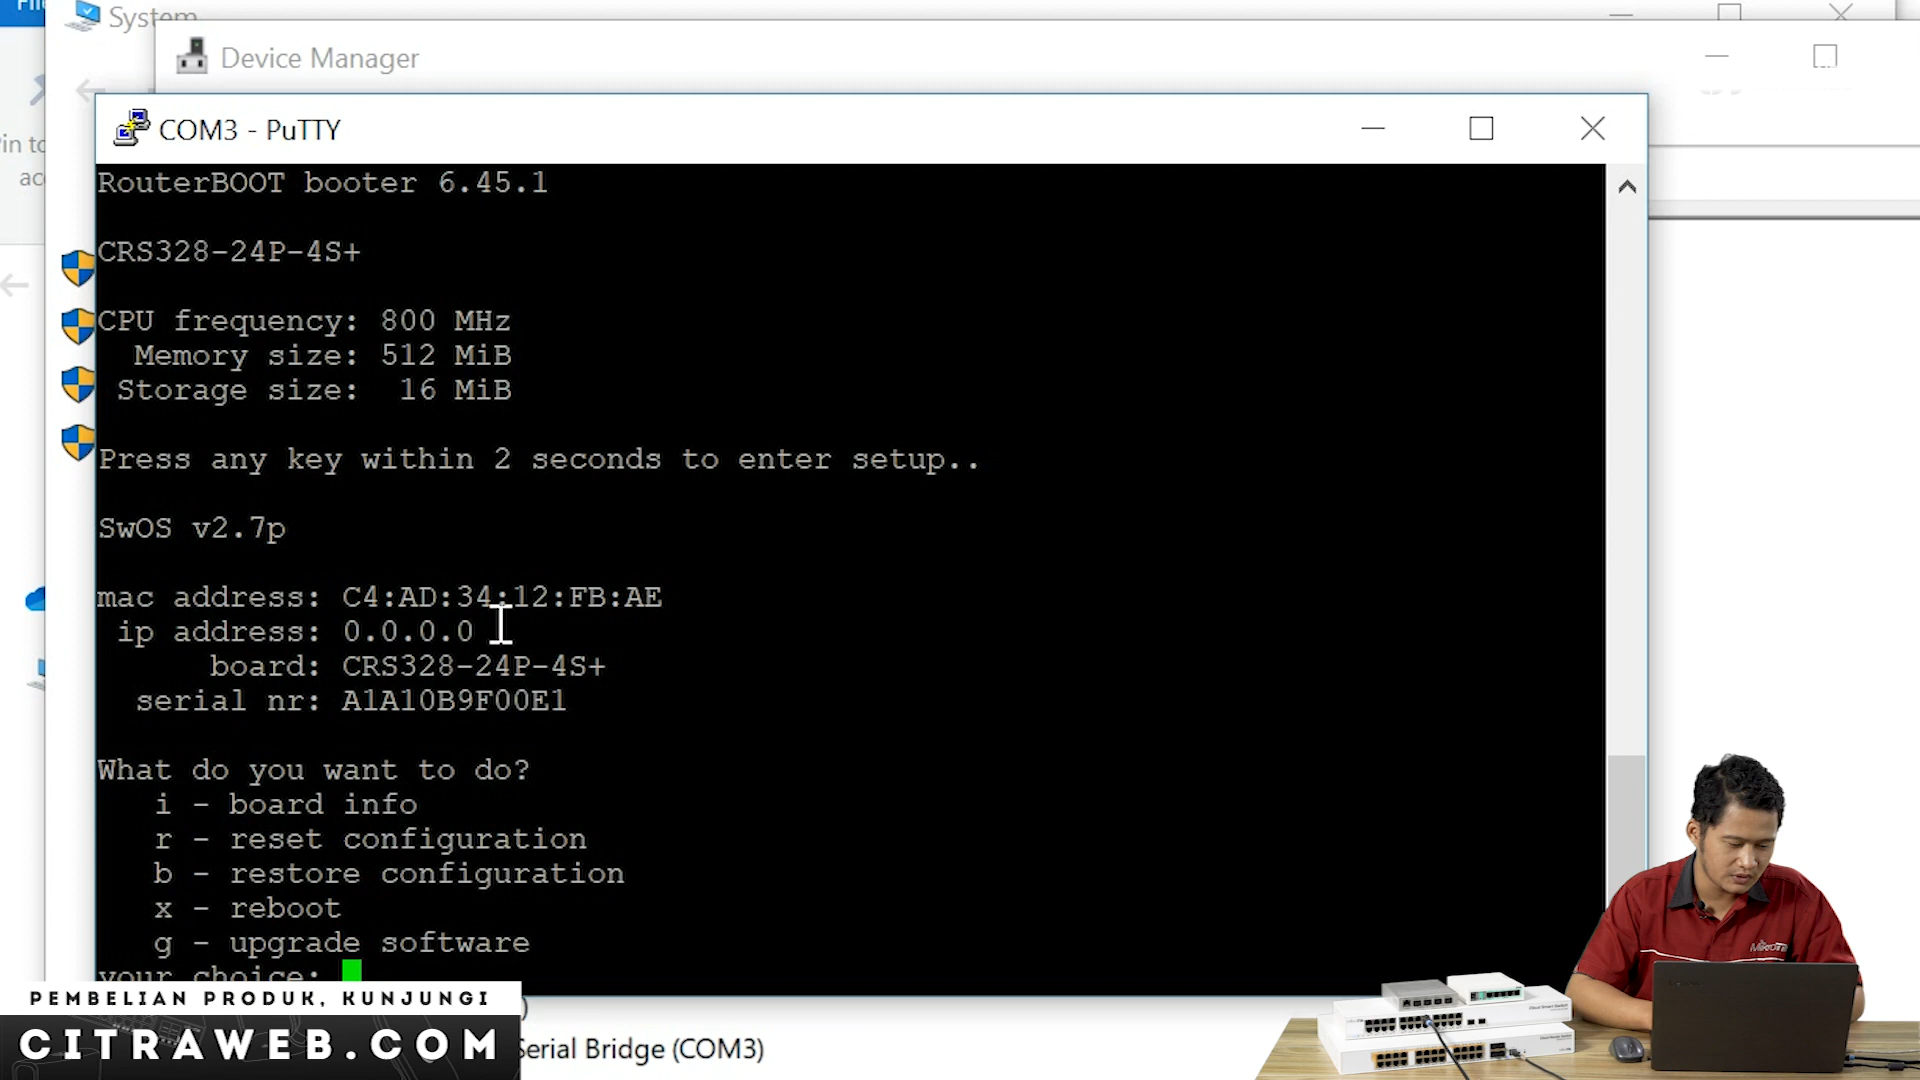 System
Device Manager
COM3 - PuTTY
RouterBOOT booter 6.45.1
CRS328-24P-4S+
CPU frequency: 800 MHz
Memory size: 512 MiB
Storage size: 16 MiB
Press any key within 2 seconds to enter setup..
SwOS v2.7p
mac address: C4:AD:34:12:FB:AE
ip address: 0.0.0.0
board: CRS328-24P-4S+
serial nr: A1A10B9F00E1
What do you want to do?
i - board info
r - reset configuration
b - restore configuration
x - reboot
g - upgrade software
your choice:
PEMBELIAN PRODUK, KUNJUNGI
CITRAWEB.COM
Serial Bridge (COM3)